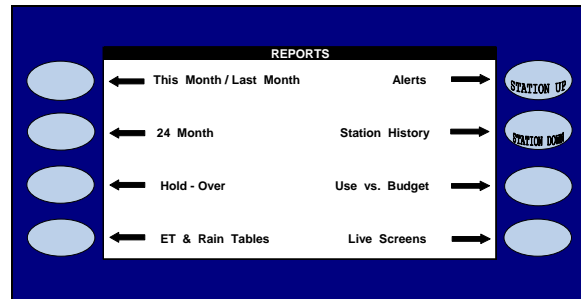 REPORTS
This Month / Last Month
Alerts
STATION UP
24 Month
Station History
STATION DOWN
Hold - Over
Use vs. Budget
ET & Rain Tables
Live Screens